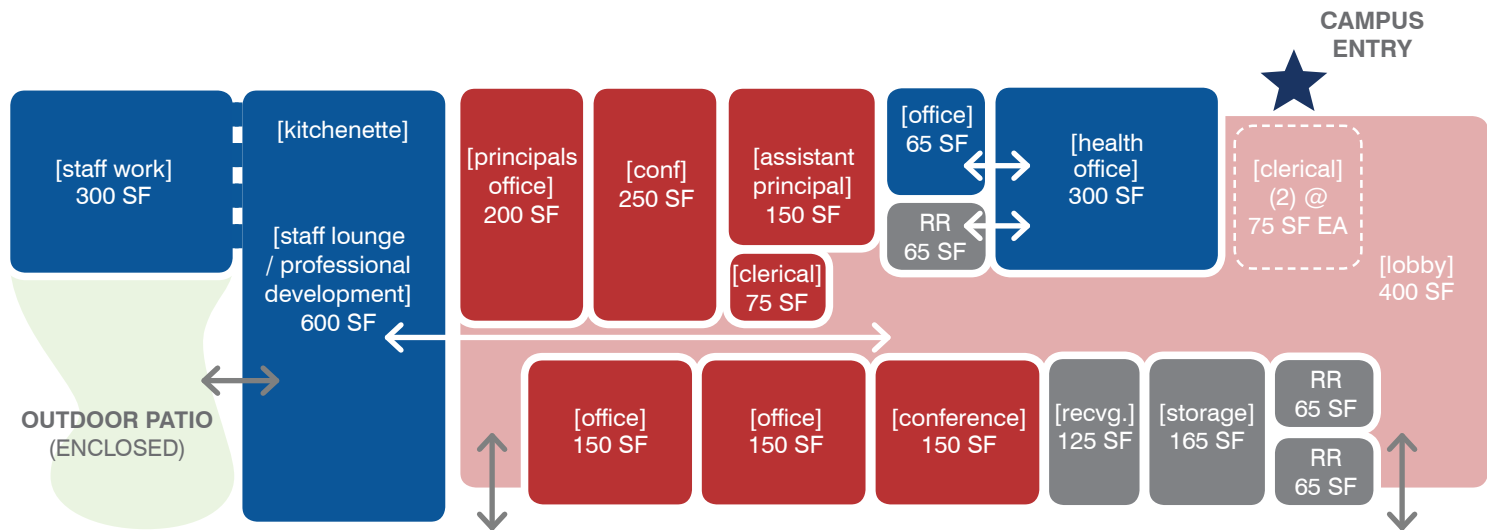 CAMPUS
ENTRY
[staff work]
300 SF
[kitchenette]
[staff lounge
/ professional
development]
600 SF
[principals
office]
200 SF
[conf]
250 SF
[assistant
principal]
150 SF
[clerical]
75 SF
[office]
65 SF
RR
65 SF
[health
office]
300 SF
[clerical]
(2) @
75 SF EA
[lobby]
400 SF
OUTDOOR PATIO
(ENCLOSED)
[office]
150 SF
[office]
150 SF
[conference]
150 SF
[recvg.]
125 SF
[storage]
165 SF
RR
65 SF
RR
65 SF